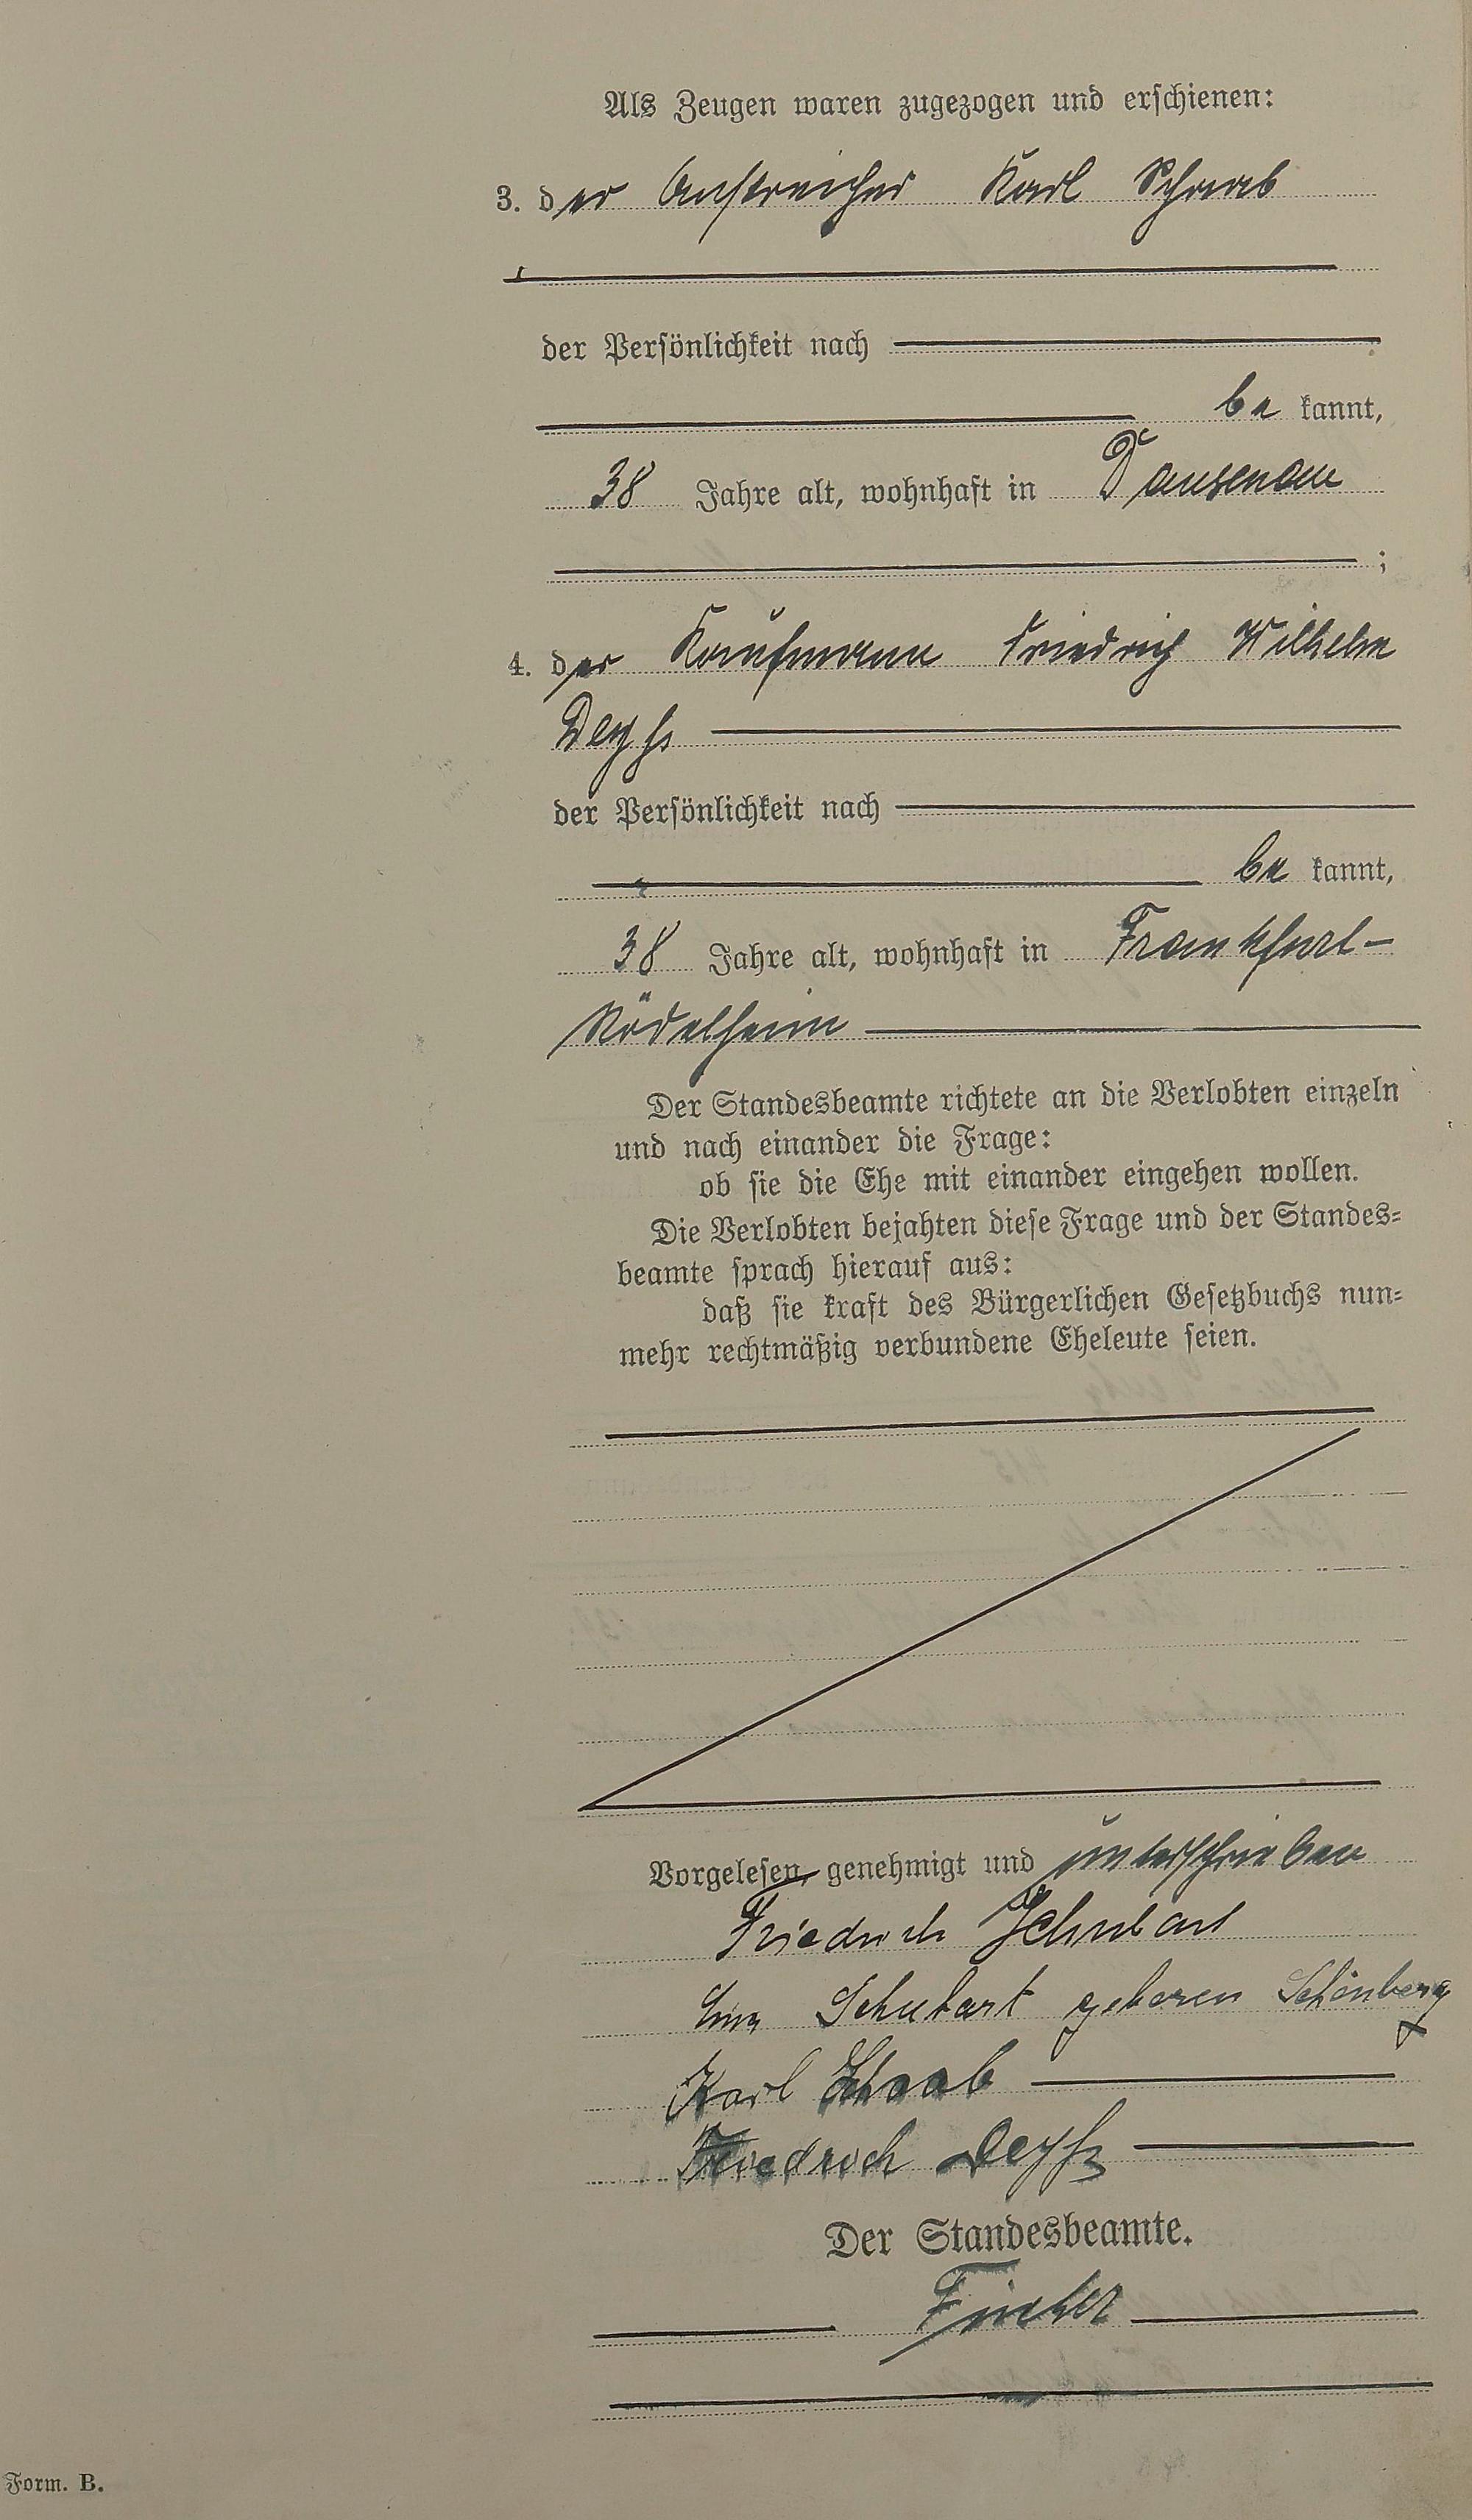 Als Zeugen waren zugezogen und erschienen:
3. der Anstreicher Karl Schwab
der Persönlichkeit nach
be kannt,
38 Jahre alt, wohnhaft in Dausenau
;
4. der Kaufmann Friedrich Wilhelm
Deyß
der Persönlichkeit nach
be kannt,
38 Jahre alt, wohnhaft in Frankfurt-
Rödelheim
Der Standesbeamte richtete an die Verlobten einzeln
und nach einander die Frage:
ob sie die Ehe mit einander eingehen wollen.
Die Verlobten bejahten diese Frage und der Standes-
beamte sprach hierauf aus:
daß sie kraft des Bürgerlichen Gesetzbuchs nun-
mehr rechtmäßig verbundene Eheleute seien.
Vorgelesen, genehmigt und unterschrieben
Friedrich Schubart
Schubart geboren Schönberg
Karl Schwab
Friedrich Deyß
Der Standesbeamte.
Form. B.